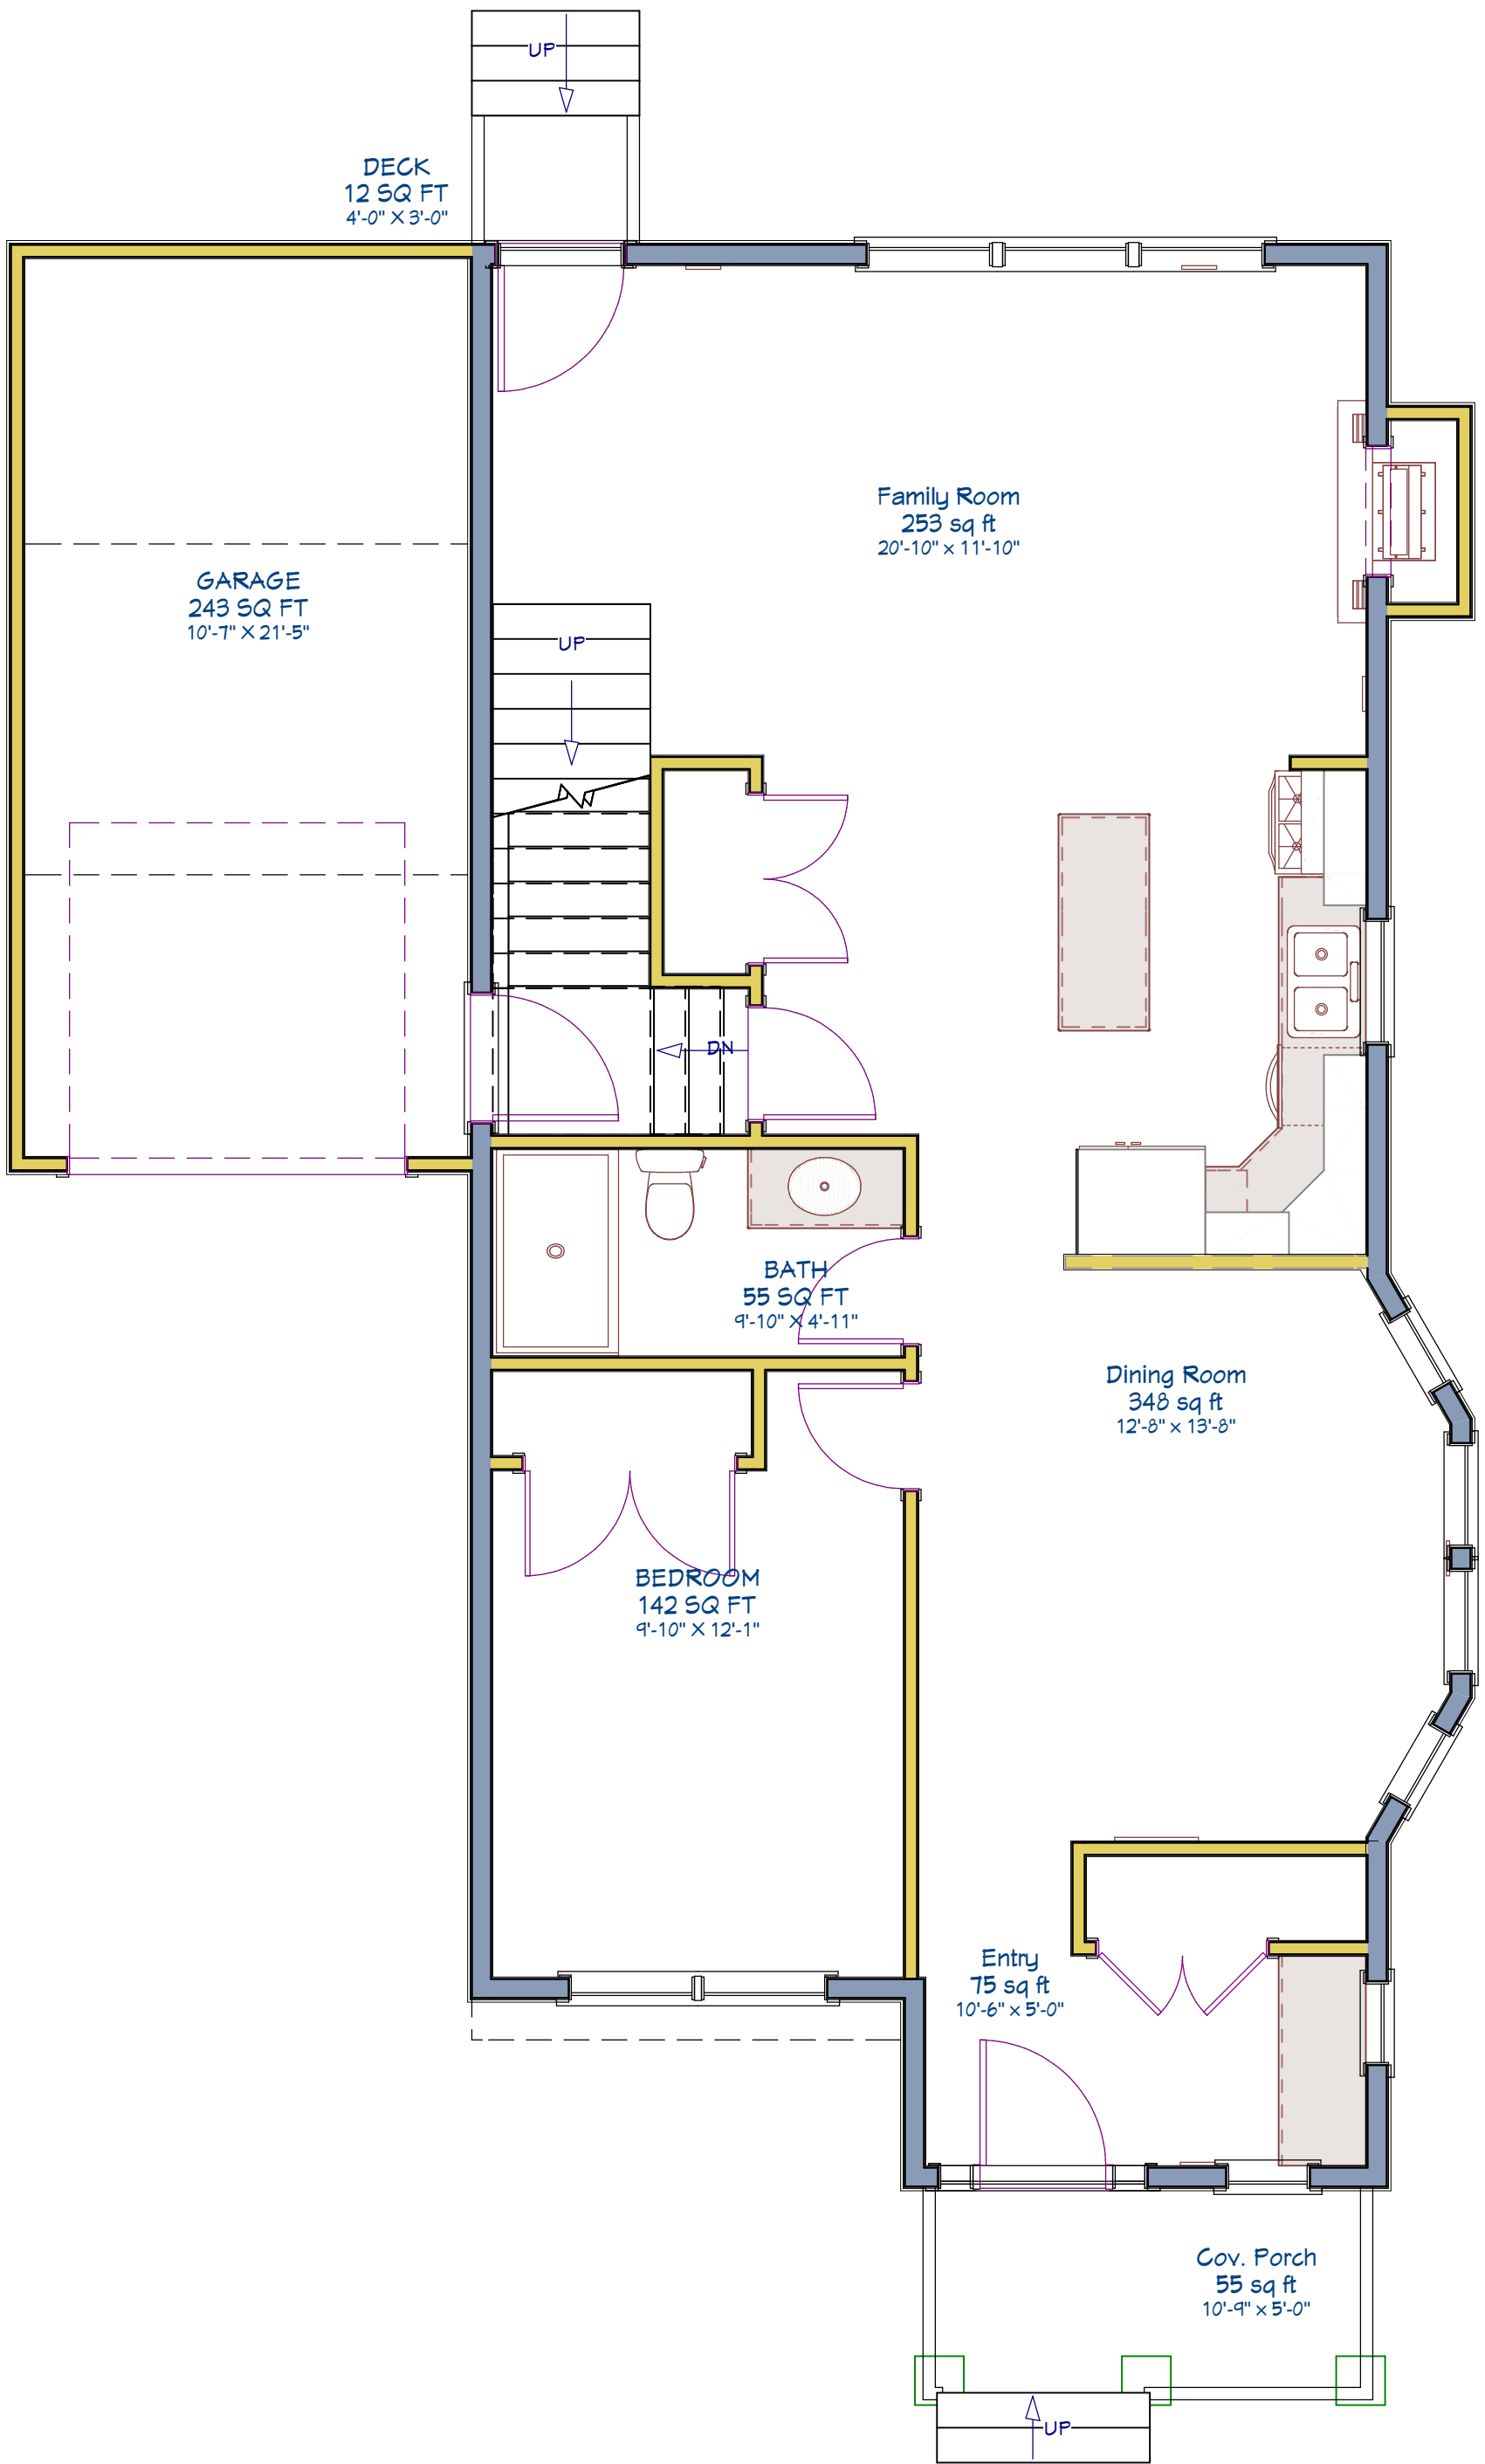 UP
DECK
12 SQ FT
4'-0" X 3'-0"
Family Room
253 sq ft
20'-10" x 11'-10"
GARAGE
243 SQ FT
10'-7" X 21'-5"
UP
DN
BATH
55 SQ FT
9'-10" X 4'-11"
Dining Room
348 sq ft
12'-8" x 13'-8"
BEDROOM
142 SQ FT
9'-10" X 12'-1"
Entry
75 sq ft
10'-6" x 5'-0"
Cov. Porch
55 sq ft
10'-9" x 5'-0"
UP